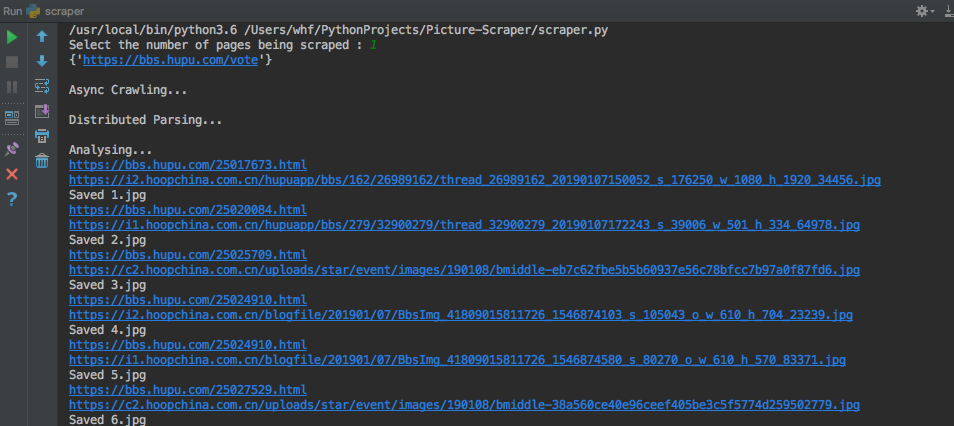 Run scraper
/usr/local/bin/python3.6 /Users/whf/PythonProjects/Picture-Scraper/scraper.py
Select the number of pages being scraped : 1
{'https://bbs.hupu.com/vote'}
Async Crawling...
Distributed Parsing...
Analysing...
https://bbs.hupu.com/25017673.html
https://i2.hoopchina.com.cn/hupuapp/bbs/162/26989162/thread_26989162_20190107150052_s_176250_w_1080_h_1920_34456.jpg
Saved 1.jpg
https://bbs.hupu.com/25020084.html
https://i1.hoopchina.com.cn/hupuapp/bbs/279/32900279/thread_32900279_20190107172243_s_39006_w_501_h_334_64978.jpg
Saved 2.jpg
https://bbs.hupu.com/25025709.html
https://c2.hoopchina.com.cn/uploads/star/event/images/190108/bmiddle-eb7c62fbe5b5b60937e56c78bfcc7b97a0f87fd6.jpg
Saved 3.jpg
https://bbs.hupu.com/25024910.html
https://i2.hoopchina.com.cn/blogfile/201901/07/BbsImg_41809015811726_1546874103_s_105043_o_w_610_h_704_23239.jpg
Saved 4.jpg
https://bbs.hupu.com/25024910.html
https://i1.hoopchina.com.cn/blogfile/201901/07/BbsImg_41809015811726_1546874580_s_80270_o_w_610_h_570_83371.jpg
Saved 5.jpg
https://bbs.hupu.com/25027529.html
https://c2.hoopchina.com.cn/uploads/star/event/images/190108/bmiddle-38a560ce40e96ceef405be3c5f5774d259502779.jpg
Saved 6.jpg